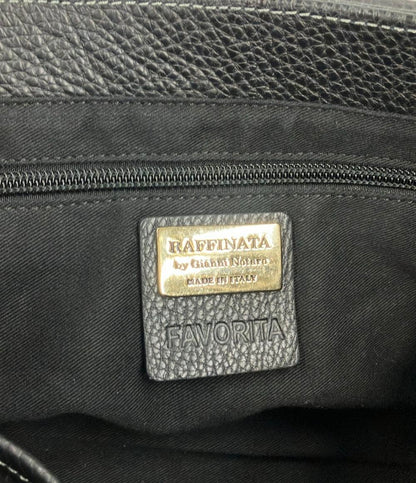 RAFFINATA
by Gianni Notaro
MADE IN ITALY
FAVORITA